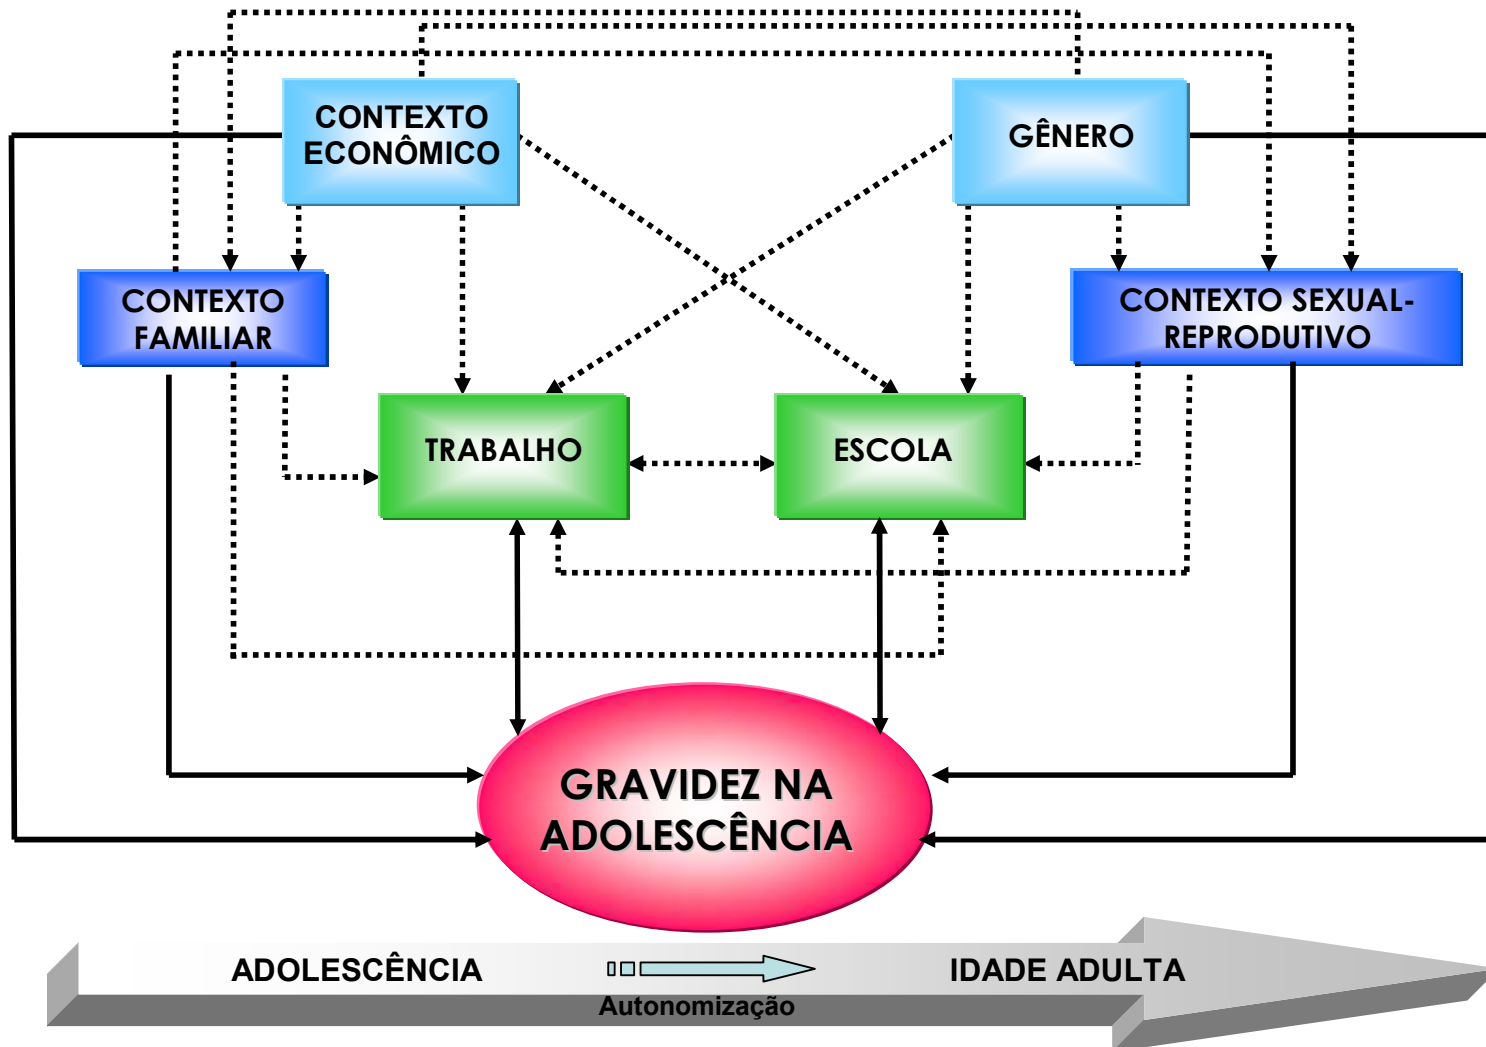 CONTEXTO
ECONÔMICO
GÊNERO
CONTEXTO
FAMILIAR
CONTEXTO SEXUAL-
REPRODUTIVO
TRABALHO
ESCOLA
GRAVIDEZ NA
ADOLESCÊNCIA
ADOLESCÊNCIA
IDADE ADULTA
Autonomização